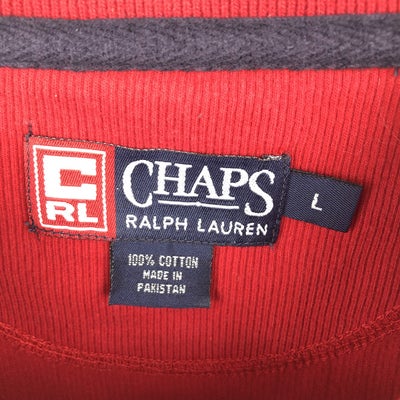 C
RL
CHAPS
RALPH LAUREN
L
100% COTTON
MADE IN
PAKISTAN